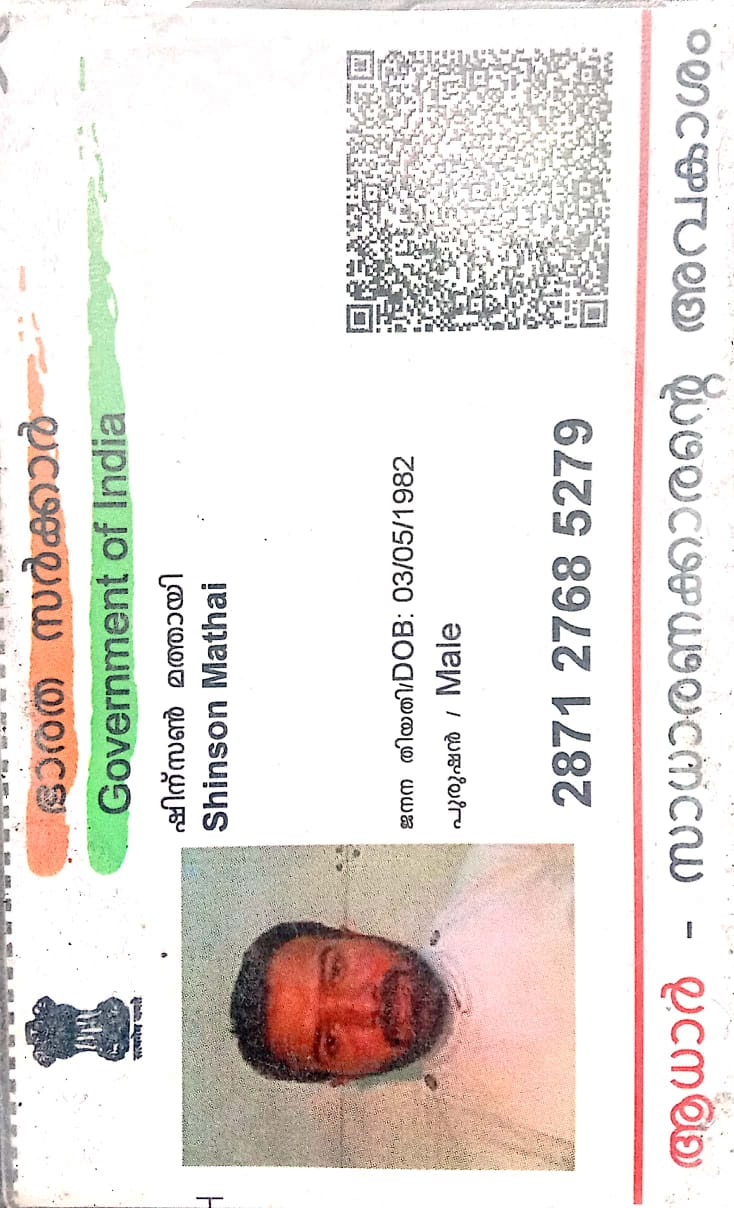 ഭാരത സർക്കാർ
Government of India
सत्यमेव जयते
ഷിന്സൺ മത്തായി
Shinson Mathai
ജനന തിയതി/DOB: 03/05/1982
പുരുഷൻ / Male
2871 2768 5279
ആധാർ - സാധാരണക്കാരന്റെ അവകാശം